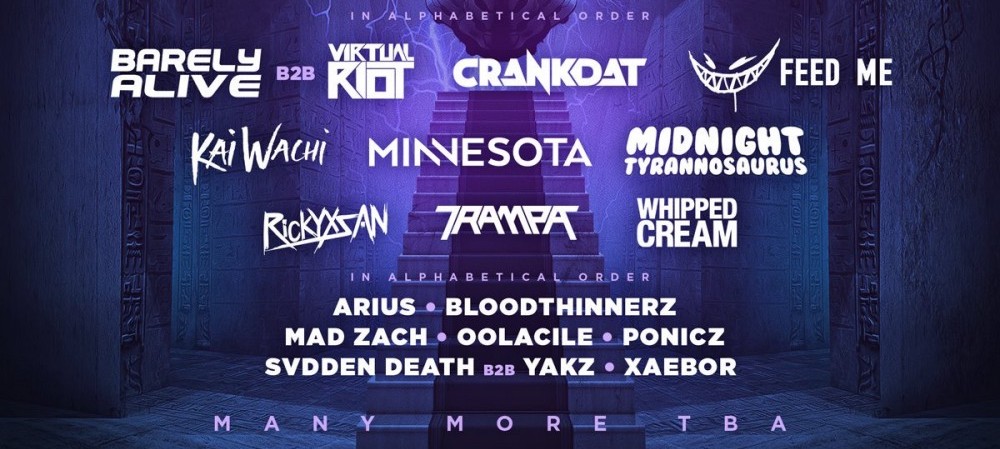 IN ALPHABETICAL ORDER
BARELY ALIVE B2B VIRTUAL RIOT CRANKDAT FEED ME
KAI WACHI MINNESOTA MIDNIGHT TYRANNOSAURUS
RICKYXSAN TRAMPA WHIPPED CREAM
IN ALPHABETICAL ORDER
ARIUS • BLOODTHINNERZ
MAD ZACH • OOLACILE • PONICZ
SVDDEN DEATH B2B YAKZ • XAEBOR
MANY MORE TBA